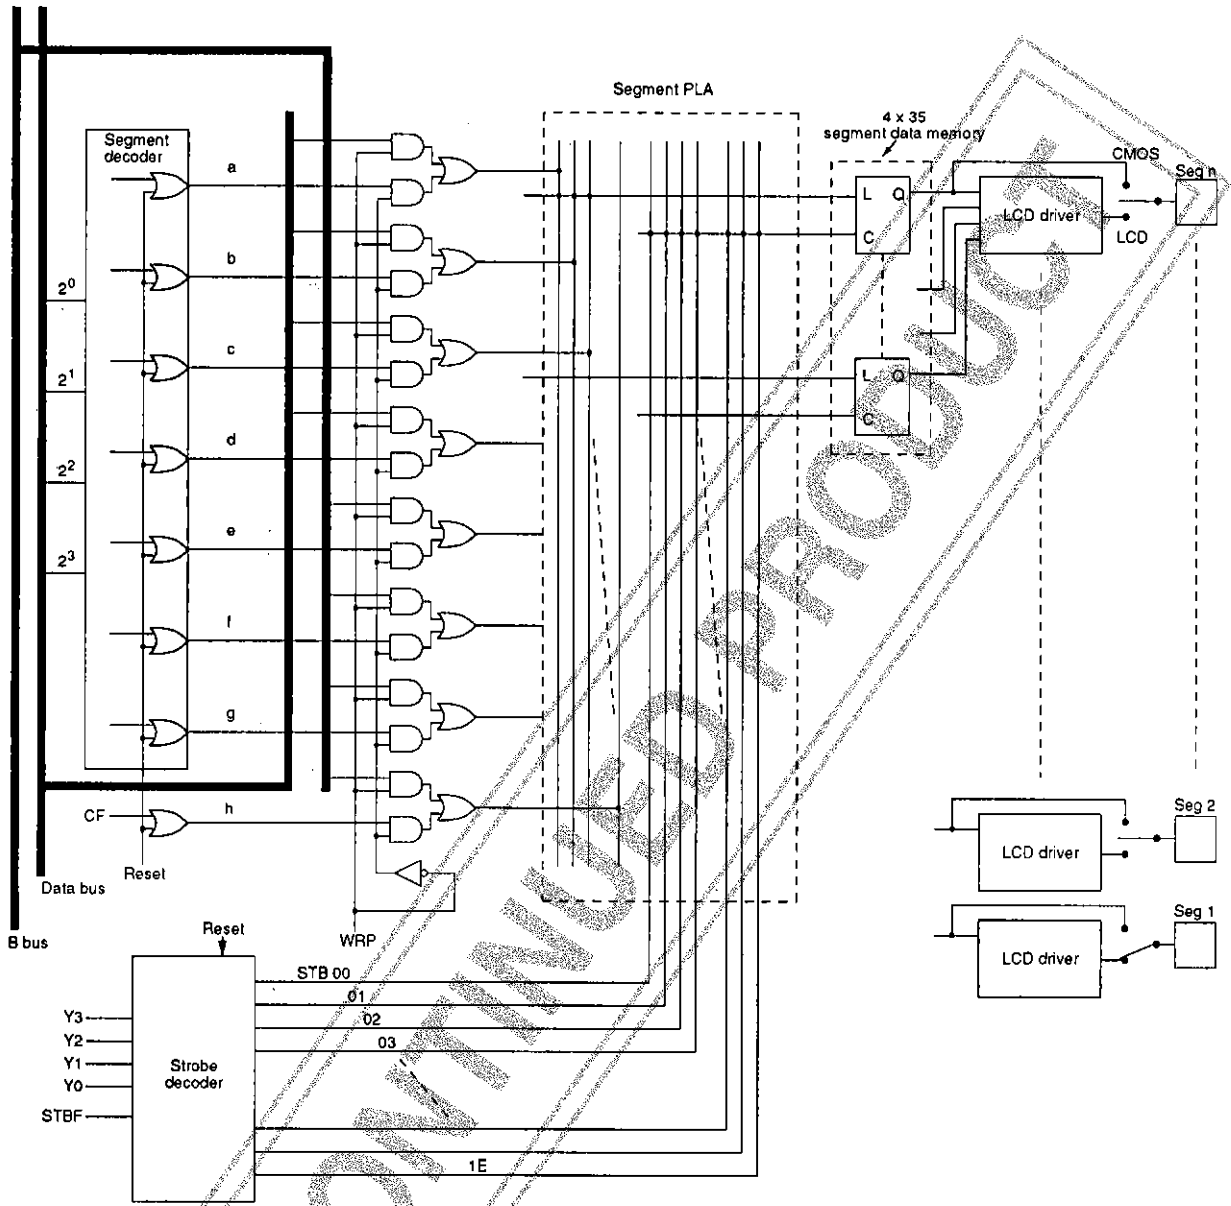 Segment PLA
4 x 35
segment data memory
Segment
decoder
a
b
c
d
e
f
g
h
2⁰
2¹
2²
2³
CF
Reset
Data bus
B bus
WRP
L Q
C
L Q
C
LCD driver
CMOS
LCD
Seg n
LCD driver
Seg 2
LCD driver
Seg 1
Reset
Strobe
decoder
Y3
Y2
Y1
Y0
STBF
STB 00
01
02
03
1E
ONTINUED PRODUCT